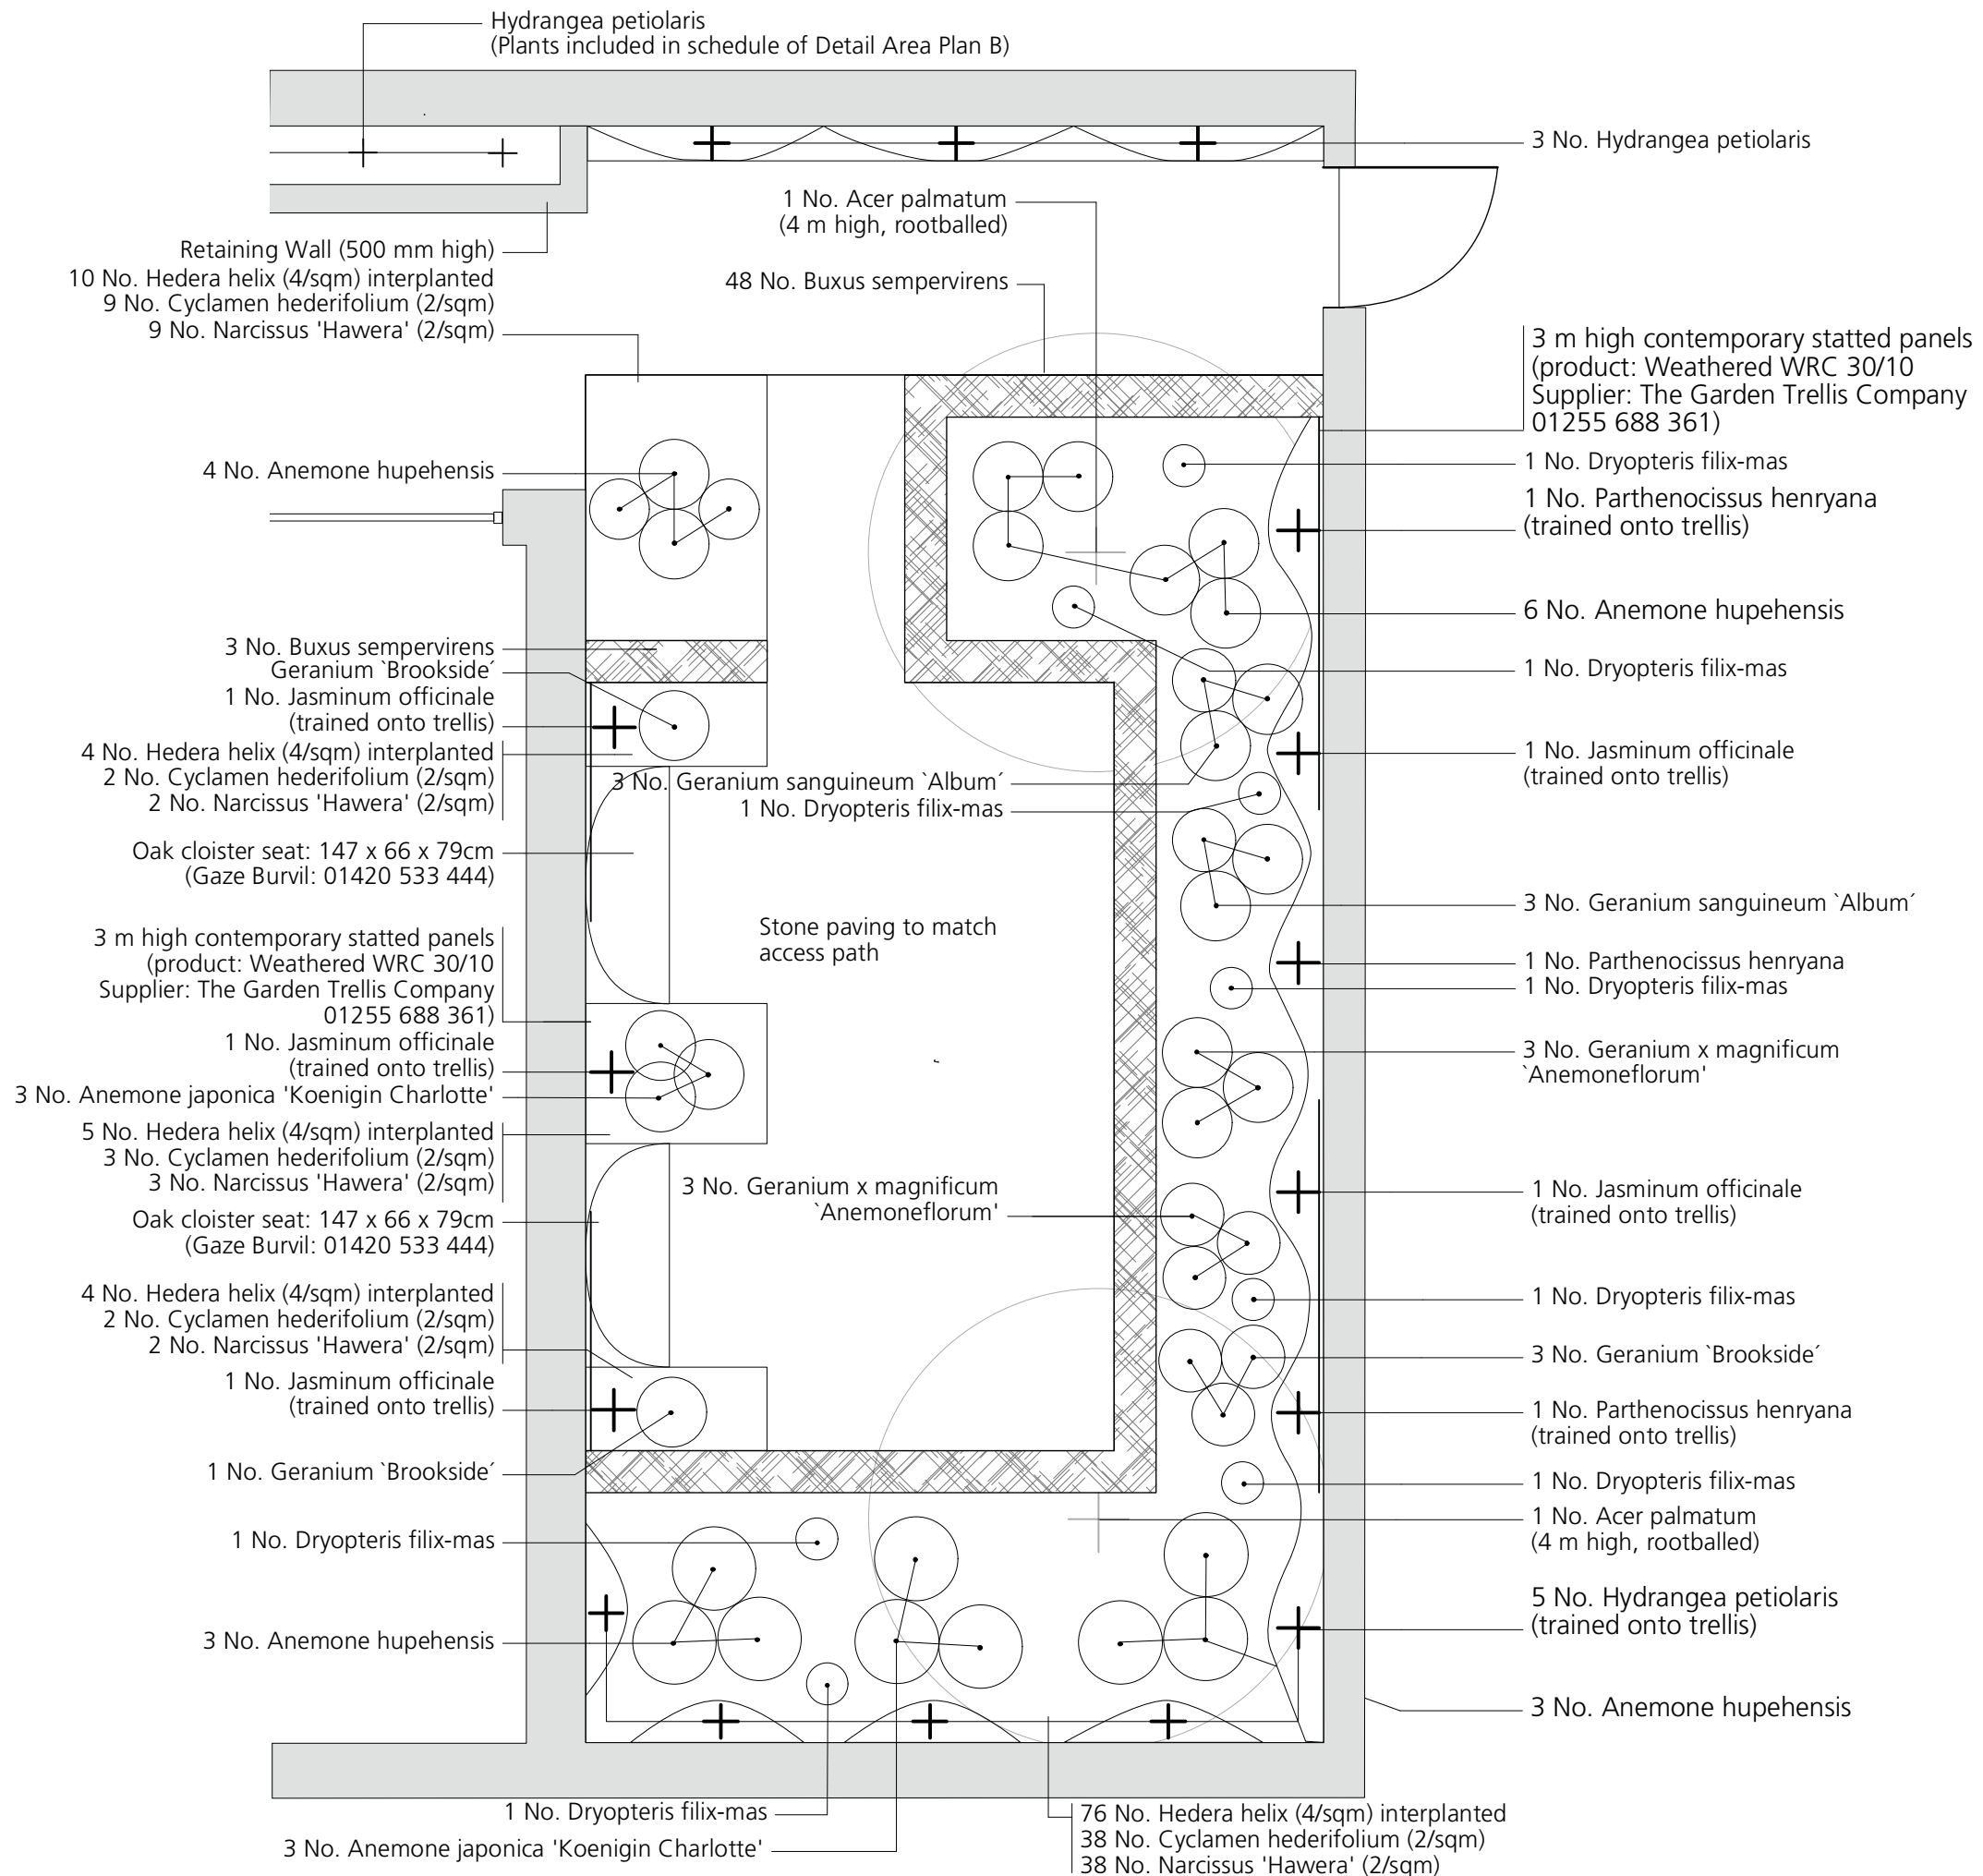 Hydrangea petiolaris
(Plants included in schedule of Detail Area Plan B)
3 No. Hydrangea petiolaris
1 No. Acer palmatum
(4 m high, rootballed)
48 No. Buxus sempervirens
Retaining Wall (500 mm high)
10 No. Hedera helix (4/sqm) interplanted
9 No. Cyclamen hederifolium (2/sqm)
9 No. Narcissus 'Hawera' (2/sqm)
4 No. Anemone hupehensis
3 No. Buxus sempervirens
Geranium `Brookside´
1 No. Jasminum officinale
(trained onto trellis)
4 No. Hedera helix (4/sqm) interplanted
2 No. Cyclamen hederifolium (2/sqm)
2 No. Narcissus 'Hawera' (2/sqm)
Oak cloister seat: 147 x 66 x 79cm
(Gaze Burvil: 01420 533 444)
3 m high contemporary statted panels
(product: Weathered WRC 30/10
Supplier: The Garden Trellis Company
01255 688 361)
1 No. Jasminum officinale
(trained onto trellis)
3 No. Anemone japonica 'Koenigin Charlotte'
5 No. Hedera helix (4/sqm) interplanted
3 No. Cyclamen hederifolium (2/sqm)
3 No. Narcissus 'Hawera' (2/sqm)
Oak cloister seat: 147 x 66 x 79cm
(Gaze Burvil: 01420 533 444)
4 No. Hedera helix (4/sqm) interplanted
2 No. Cyclamen hederifolium (2/sqm)
2 No. Narcissus 'Hawera' (2/sqm)
1 No. Jasminum officinale
(trained onto trellis)
1 No. Geranium `Brookside´
1 No. Dryopteris filix-mas
3 No. Anemone hupehensis
3 No. Geranium sanguineum `Album´
1 No. Dryopteris filix-mas
Stone paving to match
access path
3 No. Geranium x magnificum
`Anemoneflorum'
3 m high contemporary statted panels
(product: Weathered WRC 30/10
Supplier: The Garden Trellis Company
01255 688 361)
1 No. Dryopteris filix-mas
1 No. Parthenocissus henryana
(trained onto trellis)
6 No. Anemone hupehensis
1 No. Dryopteris filix-mas
1 No. Jasminum officinale
(trained onto trellis)
3 No. Geranium sanguineum `Album´
1 No. Parthenocissus henryana
1 No. Dryopteris filix-mas
3 No. Geranium x magnificum
`Anemoneflorum'
1 No. Jasminum officinale
(trained onto trellis)
1 No. Dryopteris filix-mas
3 No. Geranium `Brookside´
1 No. Parthenocissus henryana
(trained onto trellis)
1 No. Dryopteris filix-mas
1 No. Acer palmatum
(4 m high, rootballed)
5 No. Hydrangea petiolaris
(trained onto trellis)
3 No. Anemone hupehensis
1 No. Dryopteris filix-mas
3 No. Anemone japonica 'Koenigin Charlotte'
76 No. Hedera helix (4/sqm) interplanted
38 No. Cyclamen hederifolium (2/sqm)
38 No. Narcissus 'Hawera' (2/sqm)